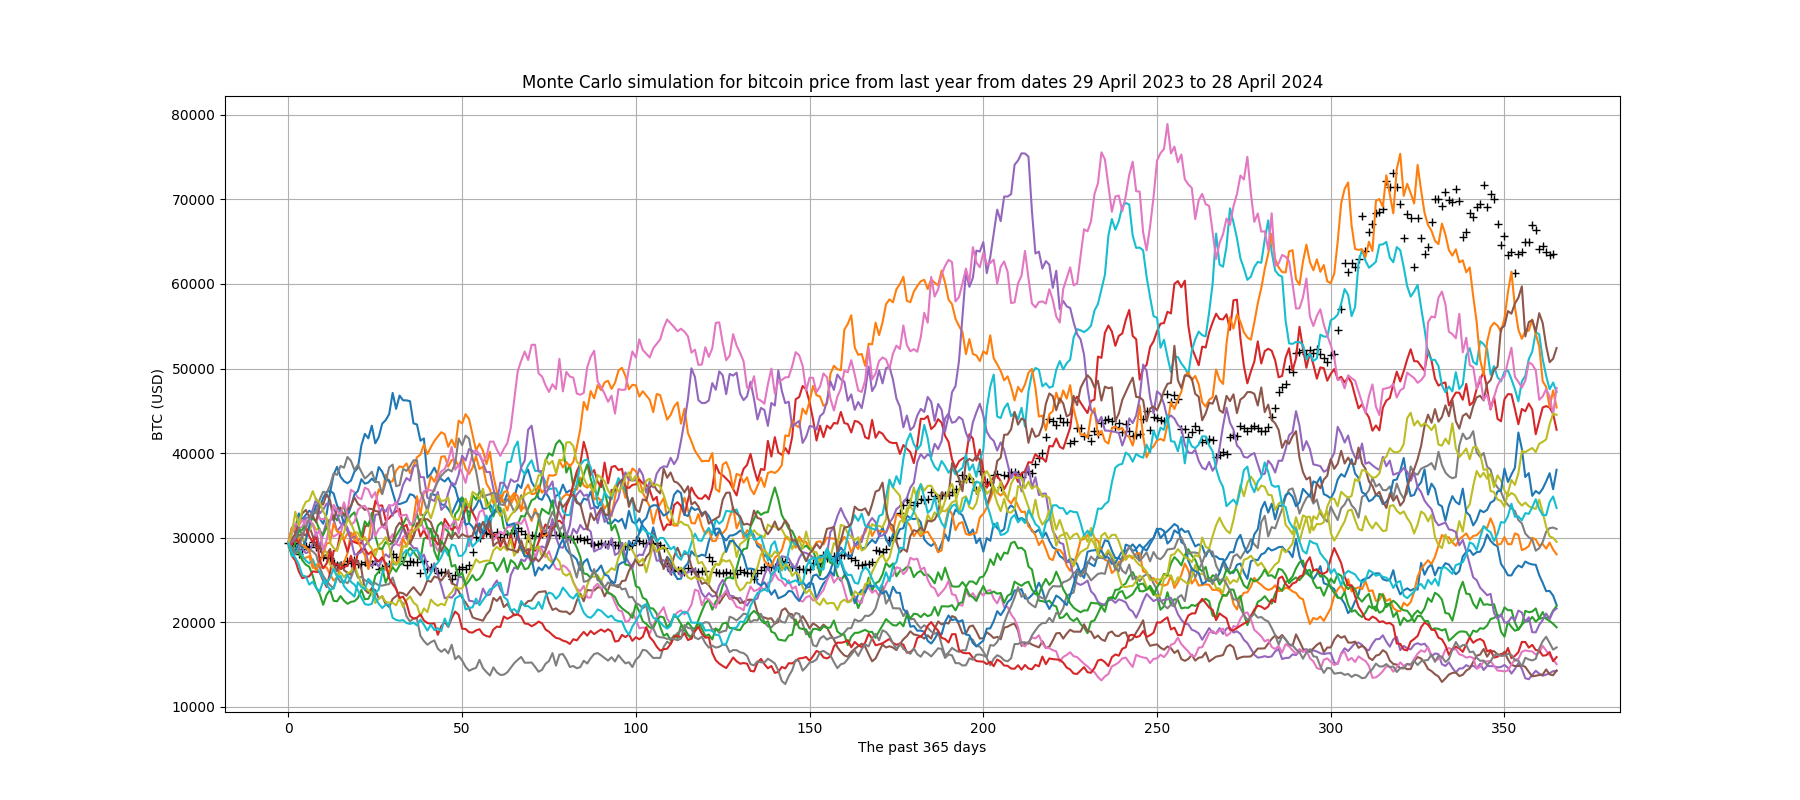 Monte Carlo simulation for bitcoin price from last year from dates 29 April 2023 to 28 April 2024
80000
70000
60000
50000
40000
30000
20000
10000
BTC (USD)
0 50 100 150 200 250 300 350
The past 365 days